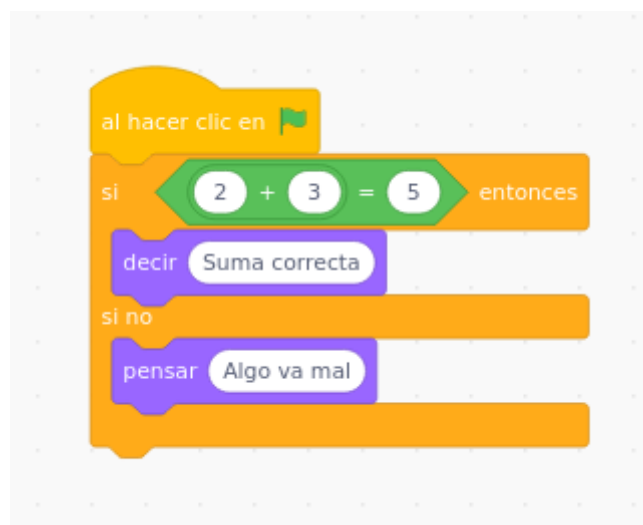 al hacer clic en
si 2 + 3 = 5 entonces
decir Suma correcta
si no
pensar Algo va mal